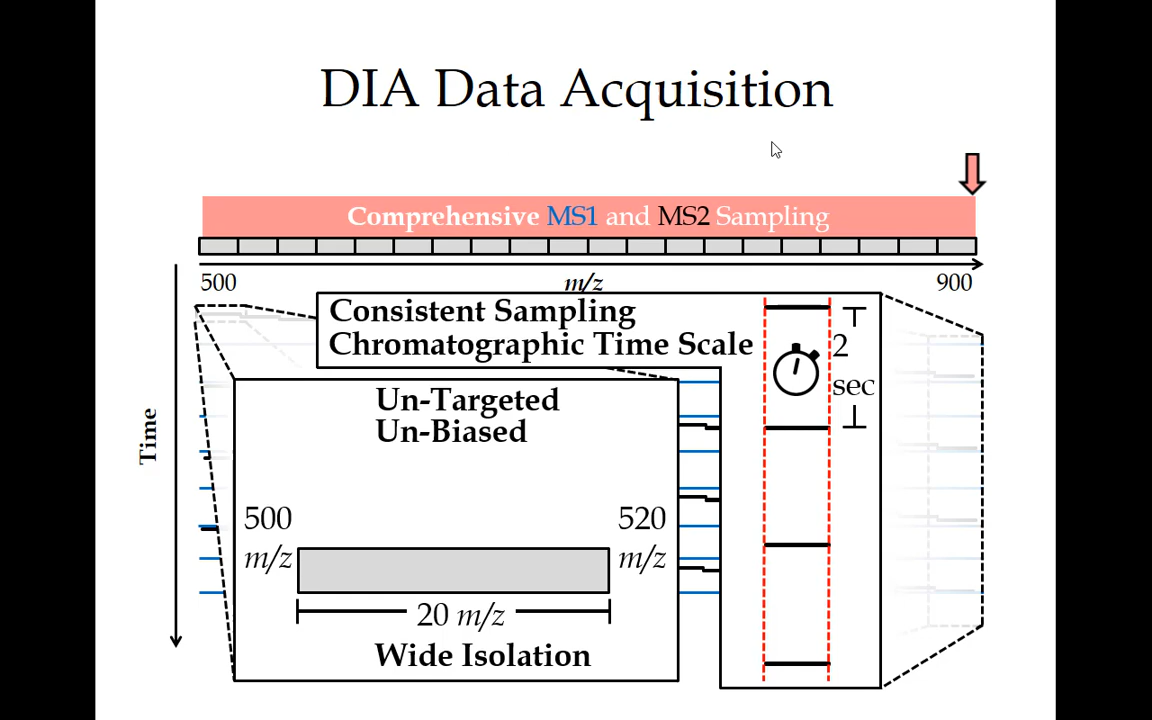 DIA Data Acquisition
Comprehensive MS1 and MS2 Sampling
500
m/z
900
Consistent Sampling
Chromatographic Time Scale
2
sec
Un-Targeted
Un-Biased
Time
500
m/z
520
m/z
20 m/z
Wide Isolation